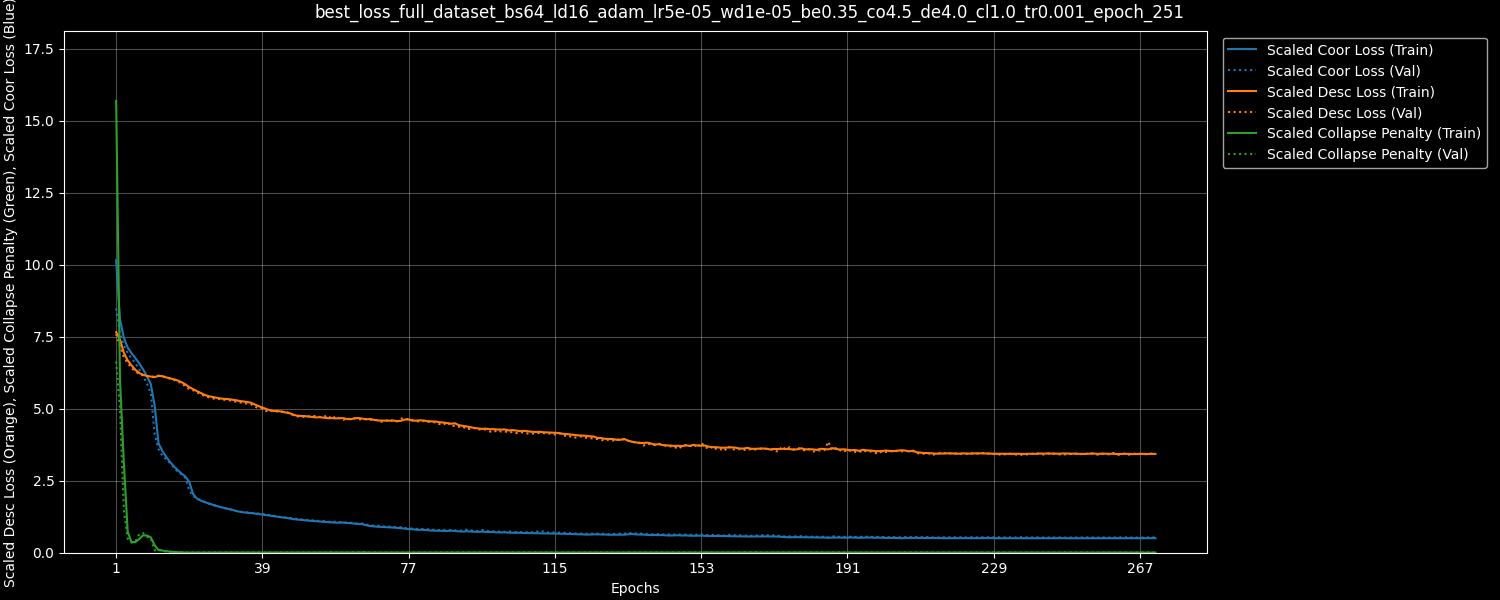 best_loss_full_dataset_bs64_ld16_adam_lr5e-05_wd1e-05_be0.35_co4.5_de4.0_cl1.0_tr0.001_epoch_251
Scaled Desc Loss (Orange), Scaled Collapse Penalty (Green), Scaled Coor Loss (Blue)
17.5
15.0
12.5
10.0
7.5
5.0
2.5
0.0
1 39 77 115 153 191 229 267
Epochs
Scaled Coor Loss (Train)
Scaled Coor Loss (Val)
Scaled Desc Loss (Train)
Scaled Desc Loss (Val)
Scaled Collapse Penalty (Train)
Scaled Collapse Penalty (Val)